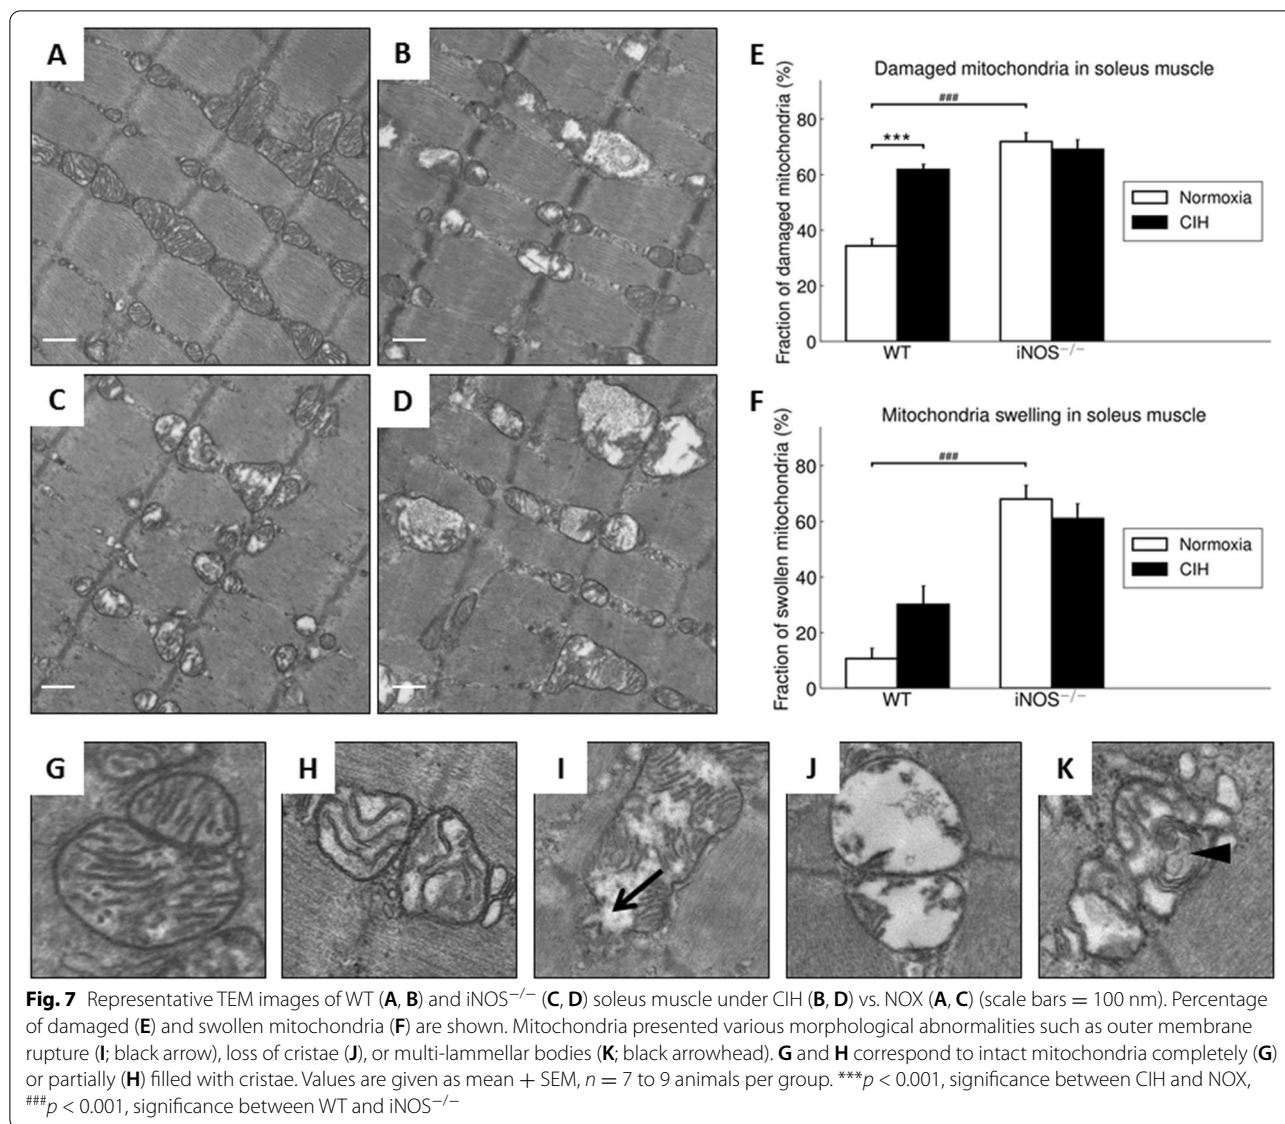 A
B
C
D
E
Damaged mitochondria in soleus muscle
Fraction of damaged mitochondria (%)
80
60
40
20
0
###
***
WT
iNOS−/−
Normoxia
CIH
F
Mitochondria swelling in soleus muscle
Fraction of swollen mitochondria (%)
80
60
40
20
0
###
WT
iNOS−/−
Normoxia
CIH
G
H
I
J
K
Fig. 7 Representative TEM images of WT (A, B) and iNOS−/− (C, D) soleus muscle under CIH (B, D) vs. NOX (A, C) (scale bars = 100 nm). Percentage
of damaged (E) and swollen mitochondria (F) are shown. Mitochondria presented various morphological abnormalities such as outer membrane
rupture (I; black arrow), loss of cristae (J), or multi-lammellar bodies (K; black arrowhead). G and H correspond to intact mitochondria completely (G)
or partially (H) filled with cristae. Values are given as mean + SEM, n = 7 to 9 animals per group. ***p < 0.001, significance between CIH and NOX,
###p < 0.001, significance between WT and iNOS−/−